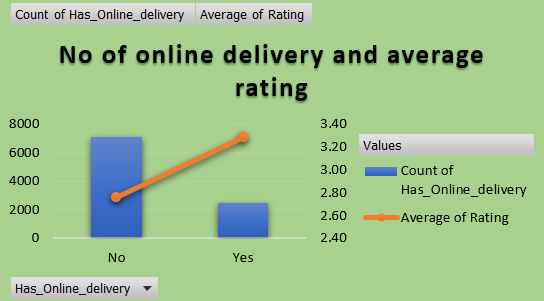 Count of Has_Online_delivery Average of Rating
No of online delivery and average
rating
8000
6000
4000
2000
0
3.40
3.20
3.00
2.80
2.60
2.40
No Yes
Values
Count of
Has_Online_delivery
Average of Rating
Has_Online_delivery